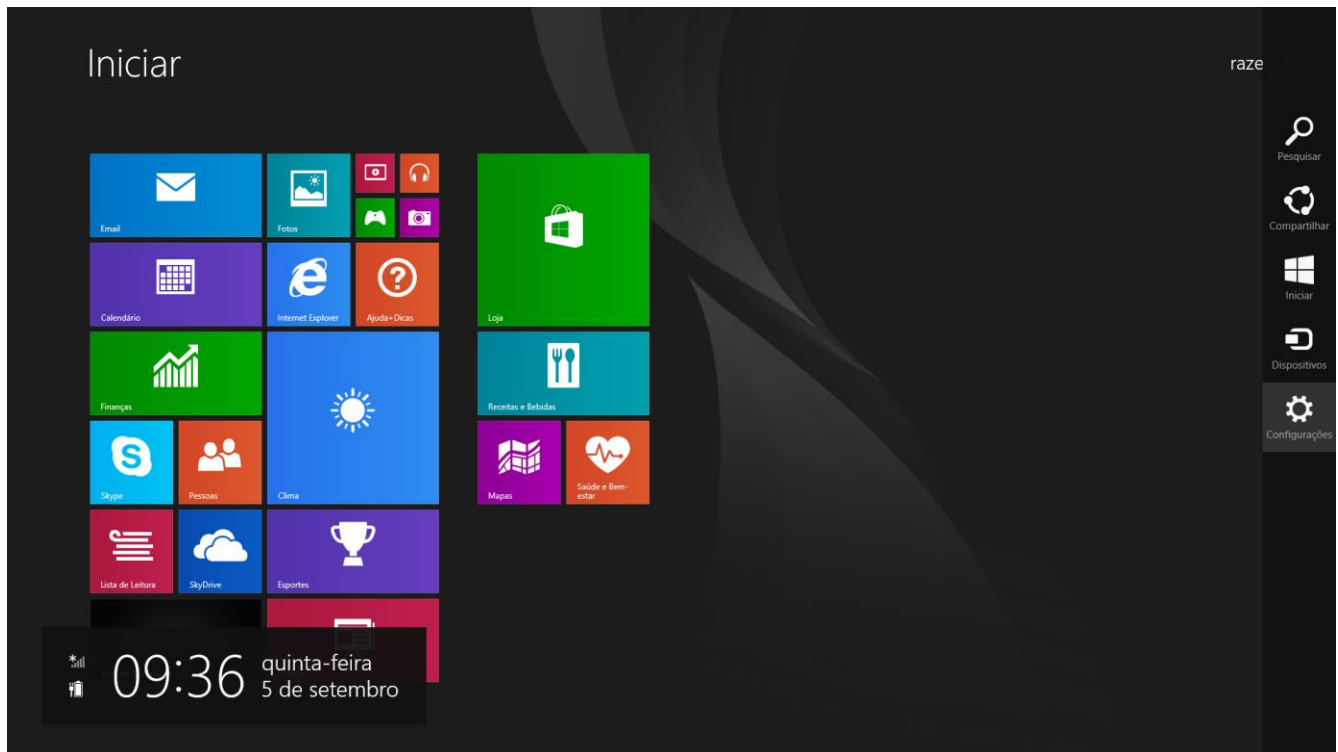 Iniciar
raze
Pesquisar
Compartilhar
Iniciar
Dispositivos
Configurações
Email
Fotos
Calendário
Internet Explorer
Ajuda+Dicas
Finanças
Skype
Pessoas
Clima
Lista de Leitura
SkyDrive
Esportes
Loja
Receitas e Bebidas
Mapas
Saúde e Bem-
estar
09:36
quinta-feira
5 de setembro